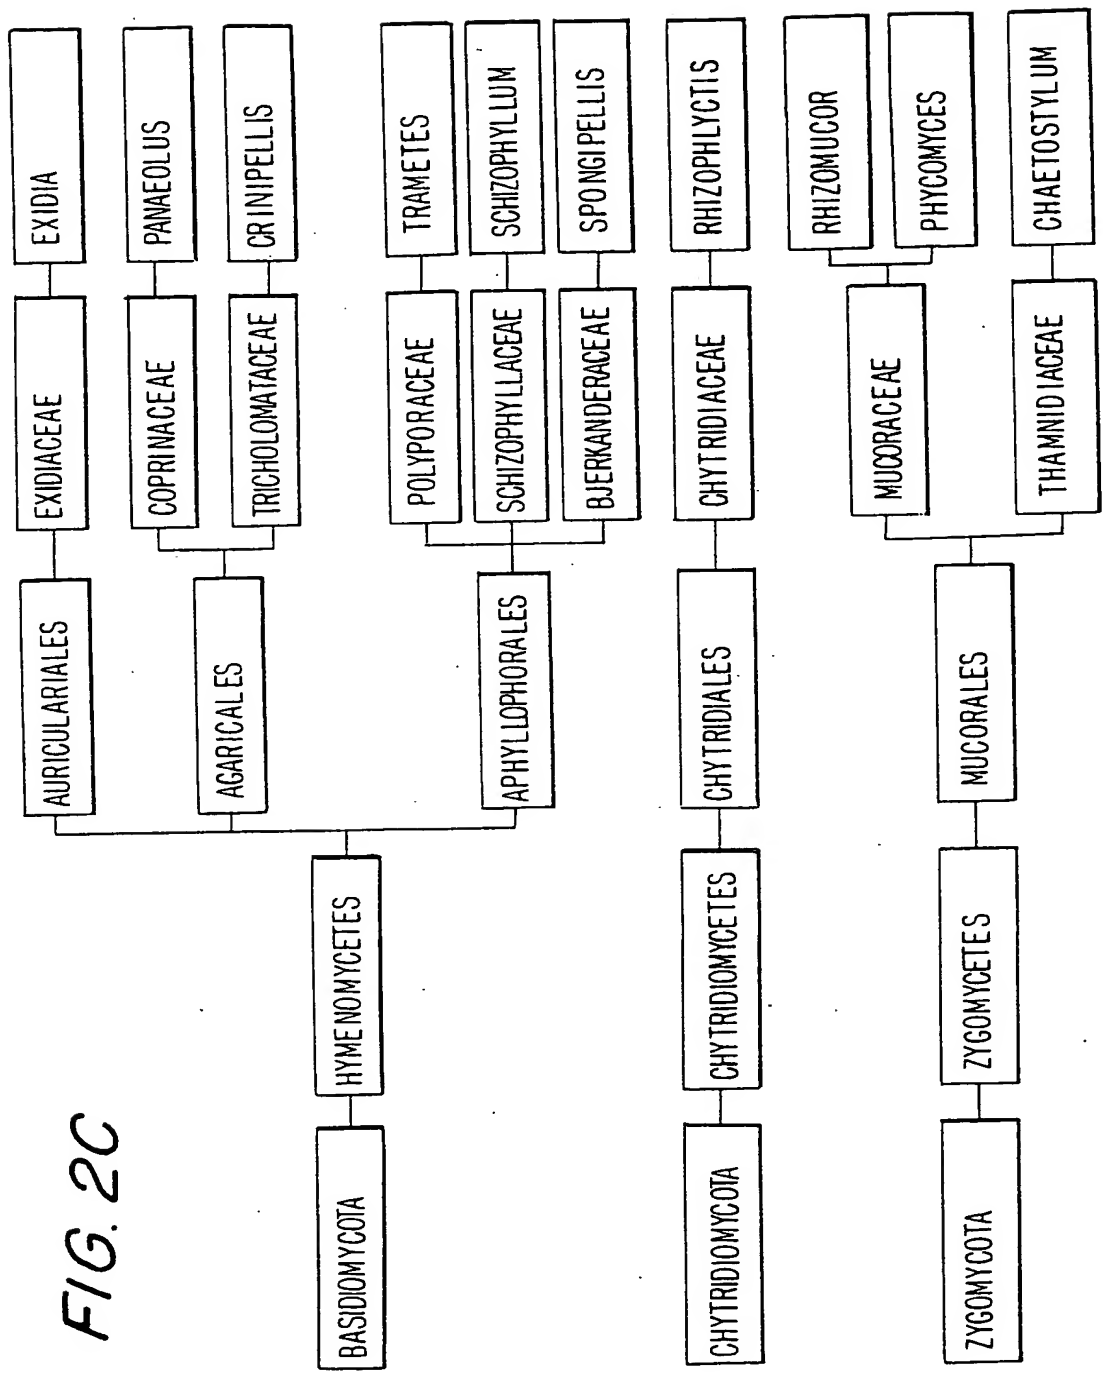 FIG. 2C
BASIDIOMYCOTA
HYMENOMYCETES
AURICULARIALES
EXIDIACEAE
EXIDIA
AGARICALES
COPRINACEAE
PANAEOLUS
TRICHOLOMATACEAE
CRINIPELLIS
APHYLLOPHORALES
POLYPORACEAE
TRAMETES
SCHIZOPHYLLACEAE
SCHIZOPHYLLUM
BJERKANDERACEAE
SPONGIPELLIS
CHYTRIDIOMYCOTA
CHYTRIDIOMYCETES
CHYTRIDIALES
CHYTRIDIACEAE
RHIZOPHLYCTIS
ZYGOMYCOTA
ZYGOMYCETES
MUCORALES
MUCORACEAE
RHIZOMUCOR
PHYCOMYCES
THAMNIDIACEAE
CHAETOSTYLUM